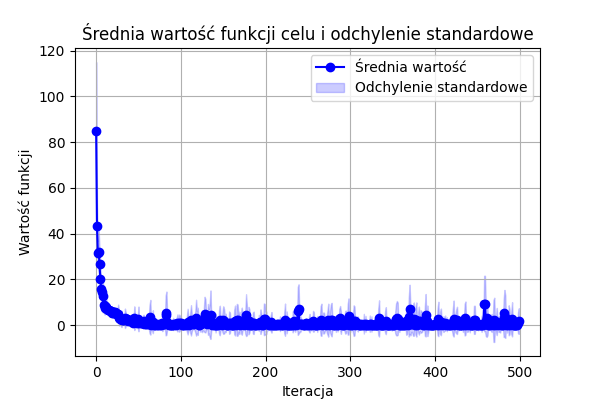 Średnia wartość funkcji celu i odchylenie standardowe
Średnia wartość
Odchylenie standardowe
Wartość funkcji
120
100
80
60
40
20
0
0 100 200 300 400 500
Iteracja